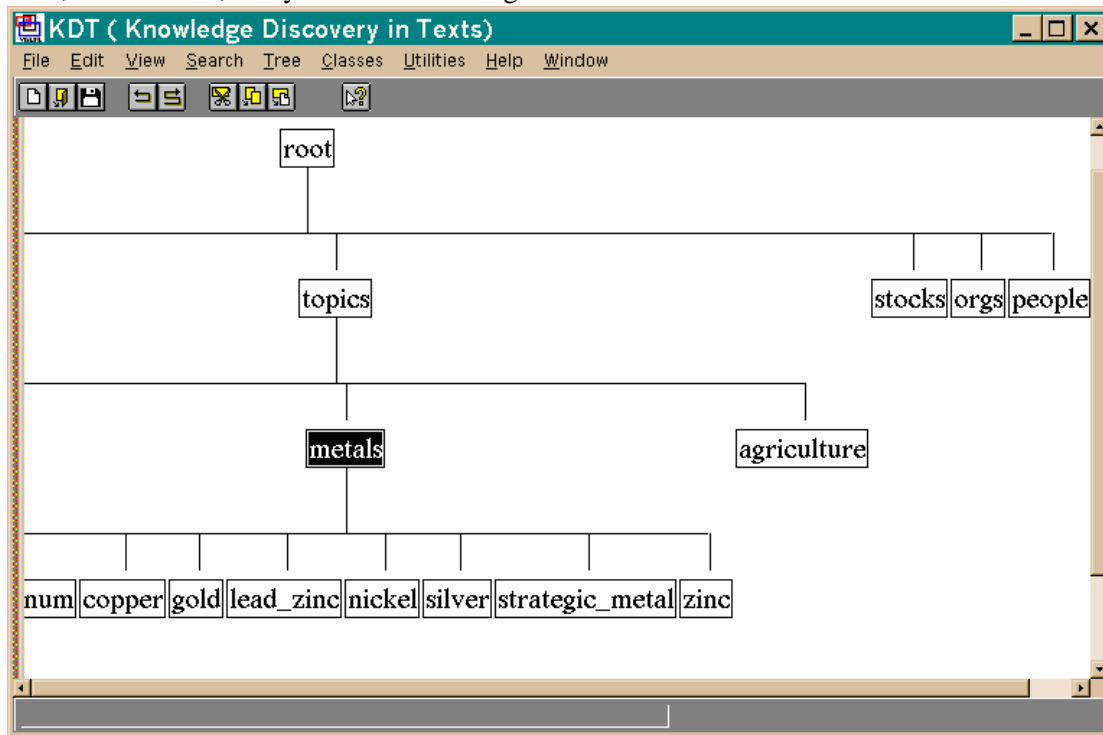 KDT ( Knowledge Discovery in Texts)
File Edit View Search Tree Classes Utilities Help Window
root
topics stocks orgs people
metals agriculture
num copper gold lead_zinc nickel silver strategic_metal zinc